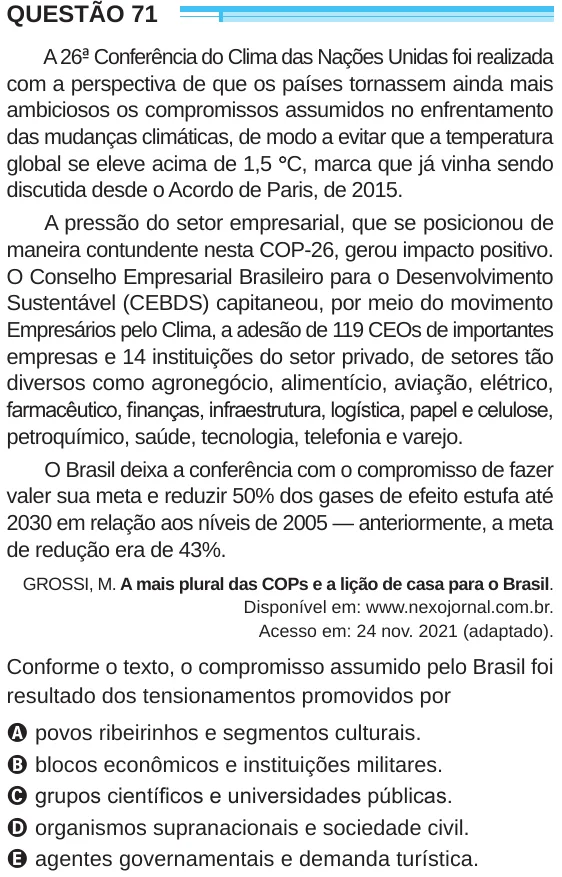 QUESTÃO 71
A 26ª Conferência do Clima das Nações Unidas foi realizada
com a perspectiva de que os países tornassem ainda mais
ambiciosos os compromissos assumidos no enfrentamento
das mudanças climáticas, de modo a evitar que a temperatura
global se eleve acima de 1,5 °C, marca que já vinha sendo
discutida desde o Acordo de Paris, de 2015.
A pressão do setor empresarial, que se posicionou de
maneira contundente nesta COP-26, gerou impacto positivo.
O Conselho Empresarial Brasileiro para o Desenvolvimento
Sustentável (CEBDS) capitaneou, por meio do movimento
Empresários pelo Clima, a adesão de 119 CEOs de importantes
empresas e 14 instituições do setor privado, de setores tão
diversos como agronegócio, alimentício, aviação, elétrico,
farmacêutico, finanças, infraestrutura, logística, papel e celulose,
petroquímico, saúde, tecnologia, telefonia e varejo.
O Brasil deixa a conferência com o compromisso de fazer
valer sua meta e reduzir 50% dos gases de efeito estufa até
2030 em relação aos níveis de 2005 — anteriormente, a meta
de redução era de 43%.
GROSSI, M. A mais plural das COPs e a lição de casa para o Brasil.
Disponível em: www.nexojornal.com.br.
Acesso em: 24 nov. 2021 (adaptado).
Conforme o texto, o compromisso assumido pelo Brasil foi
resultado dos tensionamentos promovidos por
A povos ribeirinhos e segmentos culturais.
B blocos econômicos e instituições militares.
C grupos científicos e universidades públicas.
D organismos supranacionais e sociedade civil.
E agentes governamentais e demanda turística.